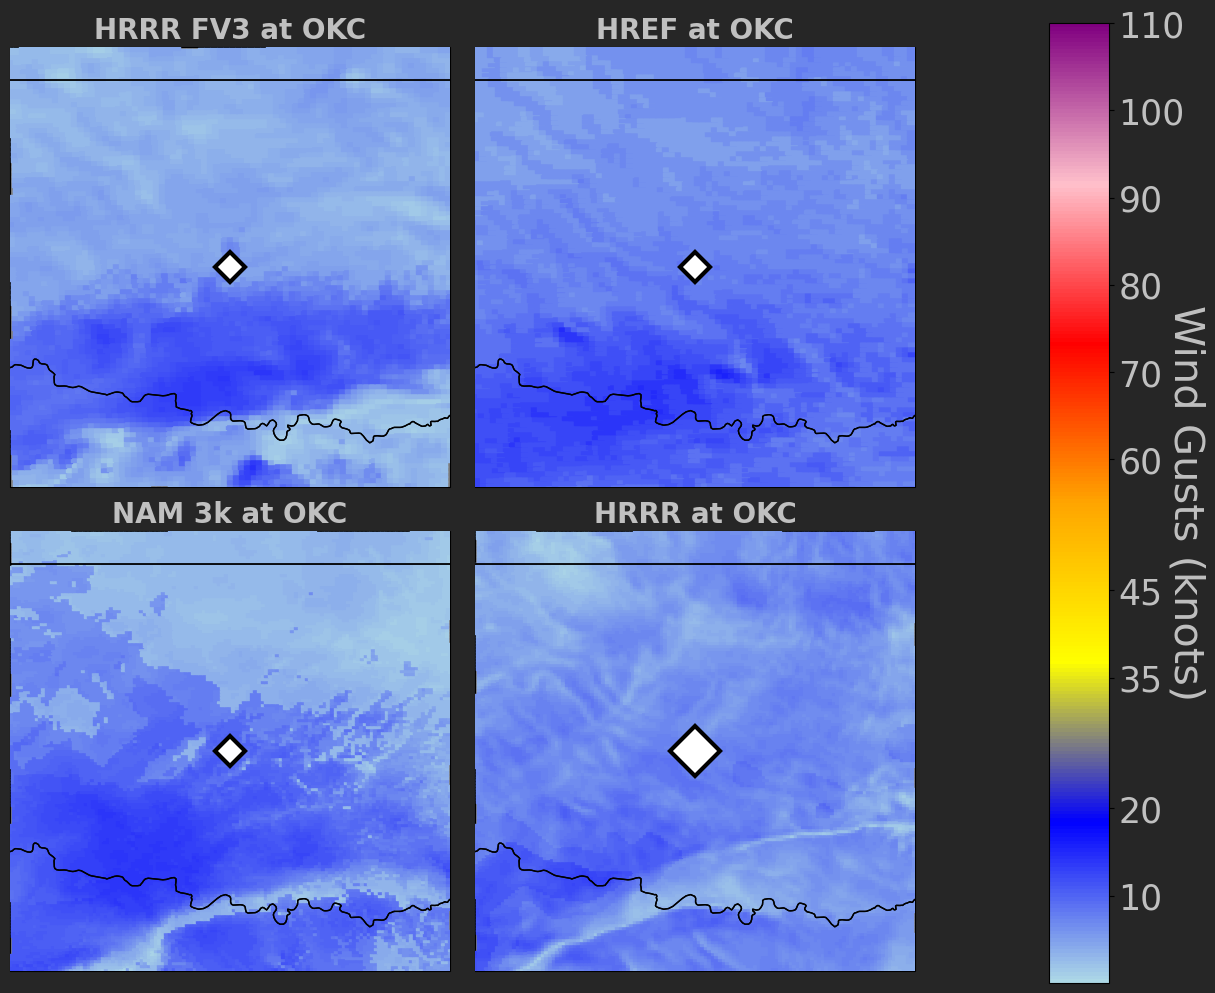 HRRR FV3 at OKC
HREF at OKC
NAM 3k at OKC
HRRR at OKC
110
100
90
80
70
60
45
35
20
10
Wind Gusts (knots)